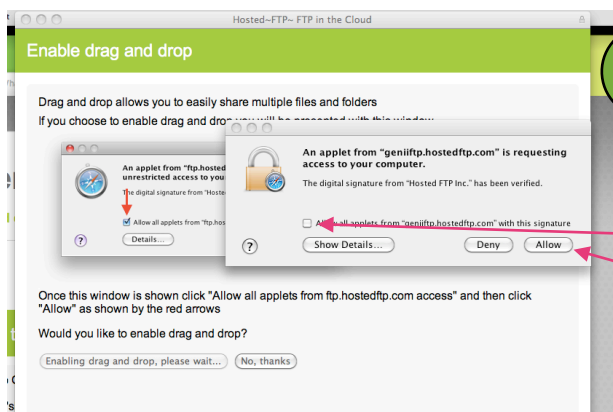 Hosted~FTP~ FTP in the Cloud
Enable drag and drop
Drag and drop allows you to easily share multiple files and folders
If you choose to enable drag and drop you will be presented with this window
An applet from "ftp.hosted
unrestricted access to you
The digital signature from "Hoste
Allow all applets from "ftp.hos
?
Details...
An applet from "geniiftp.hostedftp.com" is requesting
access to your computer.
The digital signature from "Hosted FTP Inc." has been verified.
Allow all applets from "geniiftp.hostedftp.com" with this signature
?
Show Details...
Deny
Allow
Once this window is shown click "Allow all applets from ftp.hostedftp.com access" and then click
"Allow" as shown by the red arrows
Would you like to enable drag and drop?
Enabling drag and drop, please wait...
No, thanks